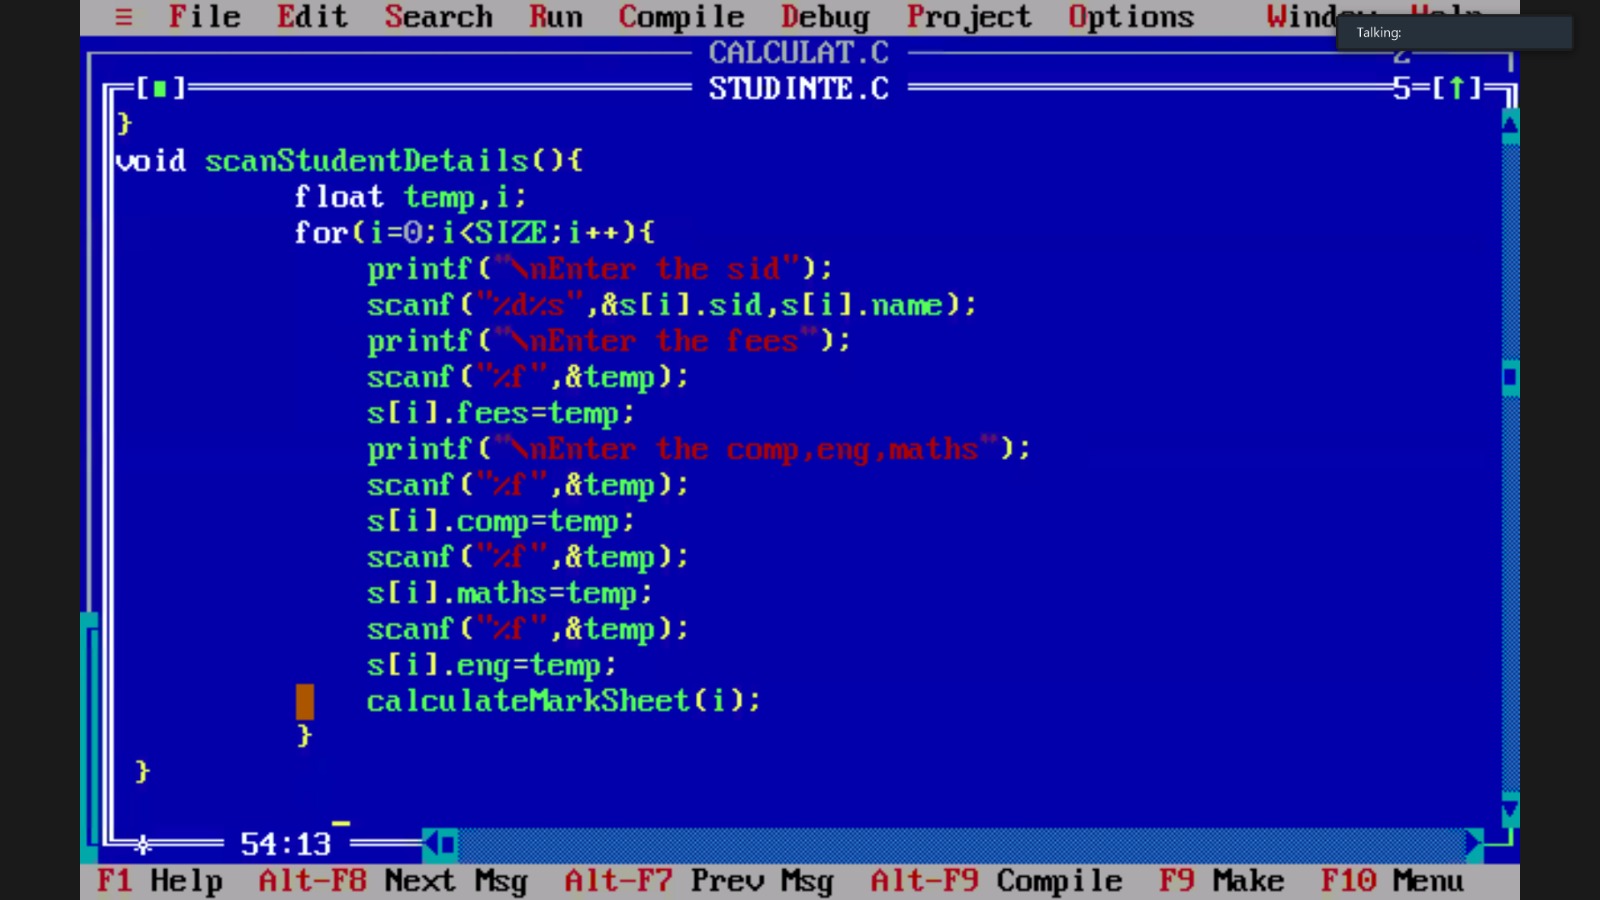 ≡ File Edit Search Run Compile Debug Project Options Window Help
Talking:
CALCULAT.C 2
[■] STUDINTE.C 5=[↑]
}
void scanStudentDetails(){
float temp,i;
for(i=0;i<SIZE;i++){
printf("\nEnter the sid");
scanf("%d%s",&s[i].sid,s[i].name);
printf("\nEnter the fees");
scanf("%f",&temp);
s[i].fees=temp;
printf("\nEnter the comp,eng,maths");
scanf("%f",&temp);
s[i].comp=temp;
scanf("%f",&temp);
s[i].maths=temp;
scanf("%f",&temp);
s[i].eng=temp;
calculateMarkSheet(i);
}
}
54:13
F1 Help Alt-F8 Next Msg Alt-F7 Prev Msg Alt-F9 Compile F9 Make F10 Menu